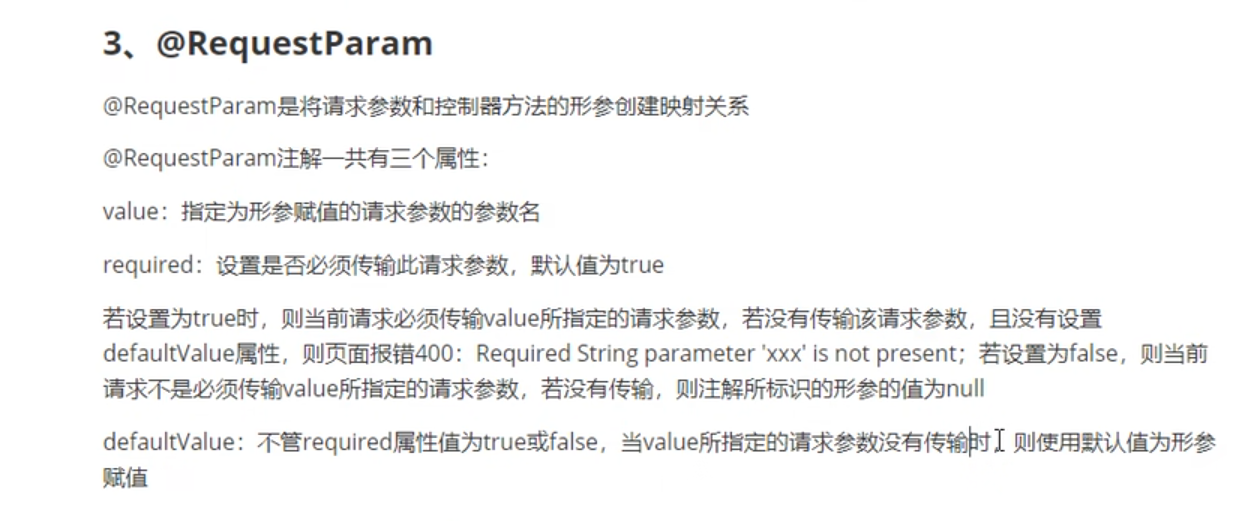 3、@RequestParam
@RequestParam是将请求参数和控制器方法的形参创建映射关系
@RequestParam注解一共有三个属性：
value：指定为形参赋值的请求参数的参数名
required：设置是否必须传输此请求参数，默认值为true
若设置为true时，则当前请求必须传输value所指定的请求参数，若没有传输该请求参数，且没有设置
defaultValue属性，则页面报错400：Required String parameter 'xxx' is not present；若设置为false，则当前
请求不是必须传输value所指定的请求参数，若没有传输，则注解所标识的形参的值为null
defaultValue：不管required属性值为true或false，当value所指定的请求参数没有传输时，则使用默认值为形参
赋值